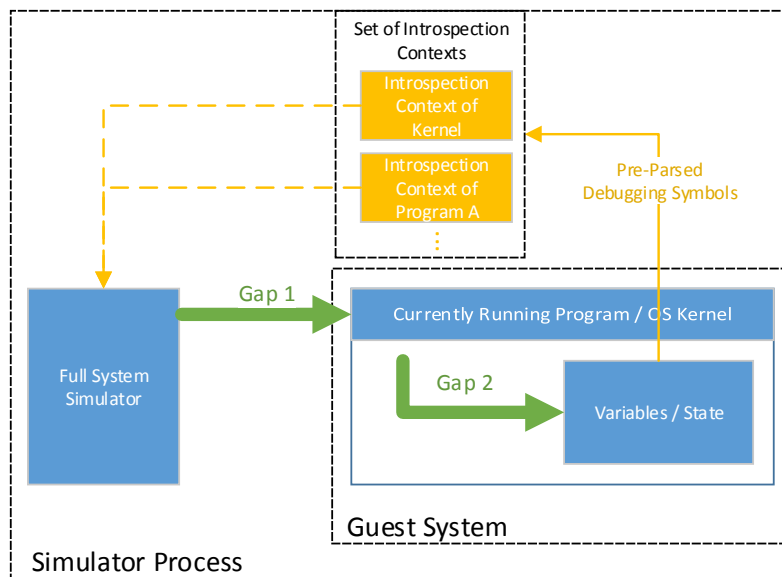 Set of Introspection
Contexts
Introspection
Context of
Kernel
Introspection
Context of
Program A
Pre-Parsed
Debugging Symbols
Gap 1
Currently Running Program / OS Kernel
Full System
Simulator
Gap 2
Variables / State
Guest System
Simulator Process